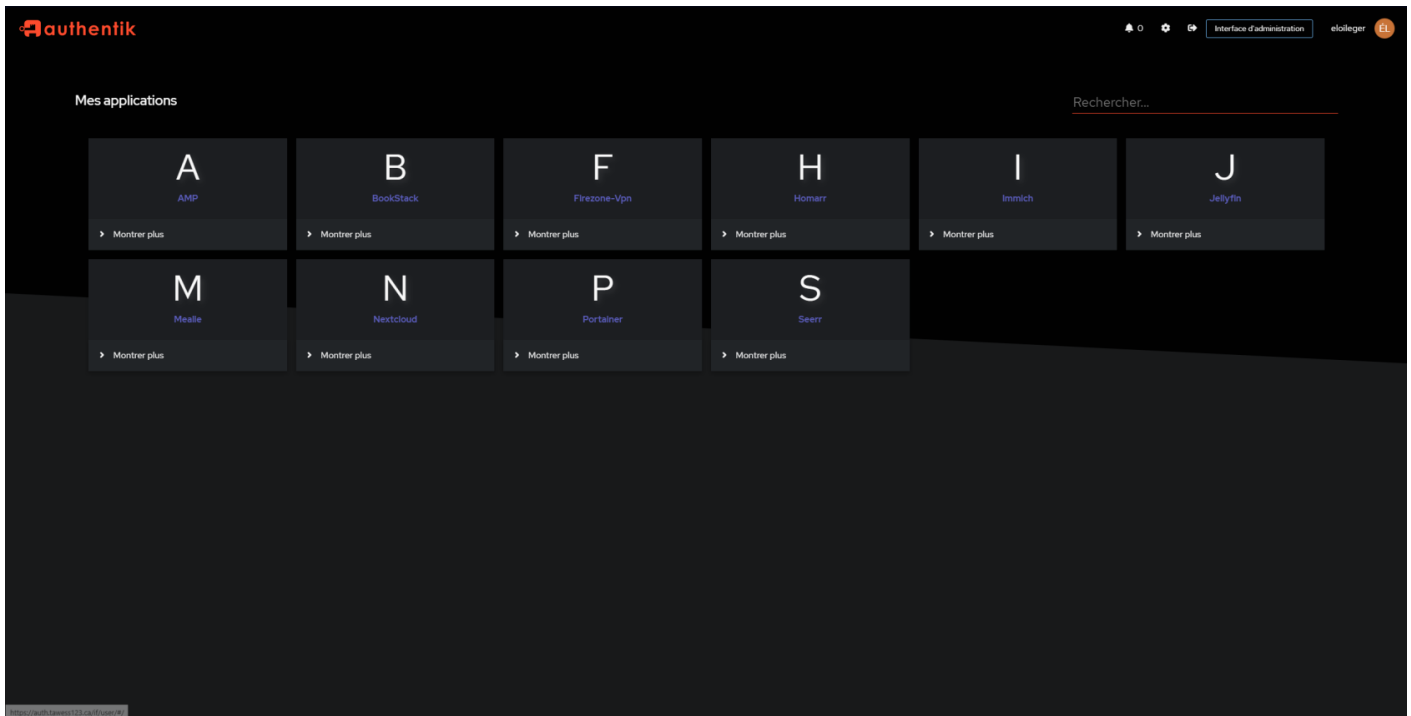 authentik
0 Interface d'administration eloileger ÉL
Mes applications
Rechercher...
A B F H I J
AMP BookStack Firezone-Vpn Homarr Immich Jellyfin
Montrer plus Montrer plus Montrer plus Montrer plus Montrer plus Montrer plus
M N P S
Mealie Nextcloud Portainer Seerr
Montrer plus Montrer plus Montrer plus Montrer plus